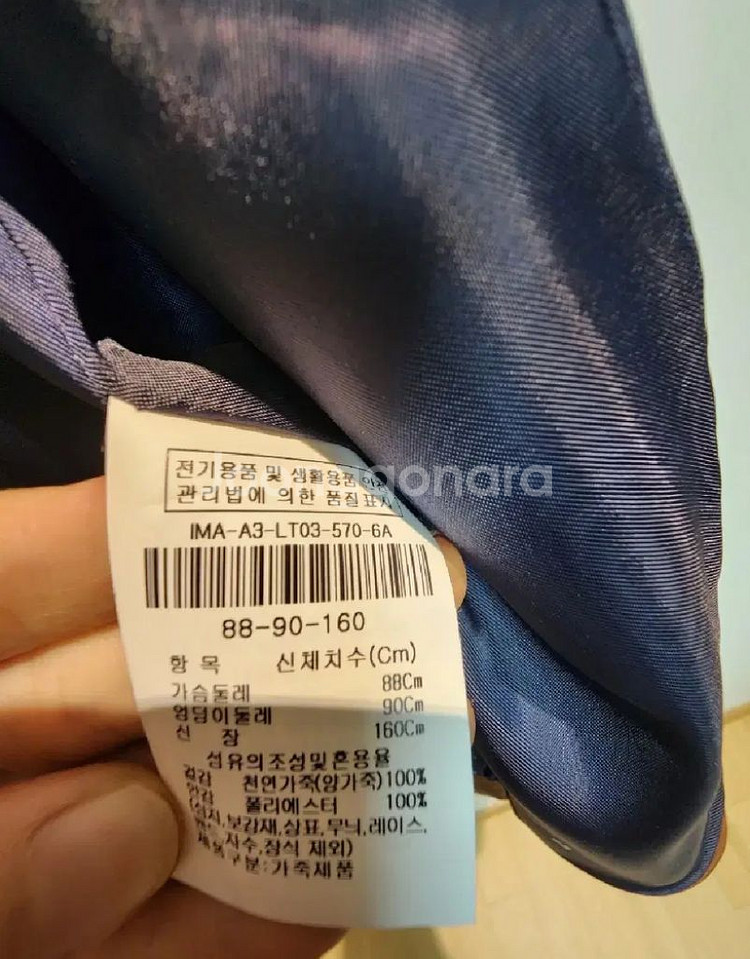 전기용품 및 생활용품 안전
관리법에 의한 품질표시
IMA-A3-LT03-570-6A
88-90-160
항 목 신체치수(Cm)
가슴둘레 88Cm
엉덩이둘레 90Cm
신 장 160Cm
섬유의조성및혼용율
겉감 천연가죽(양가죽)100%
안감 폴리에스터 100%
보강재,상표,무늬,레이스,
자수,장식 제외)
제품구분:가죽제품